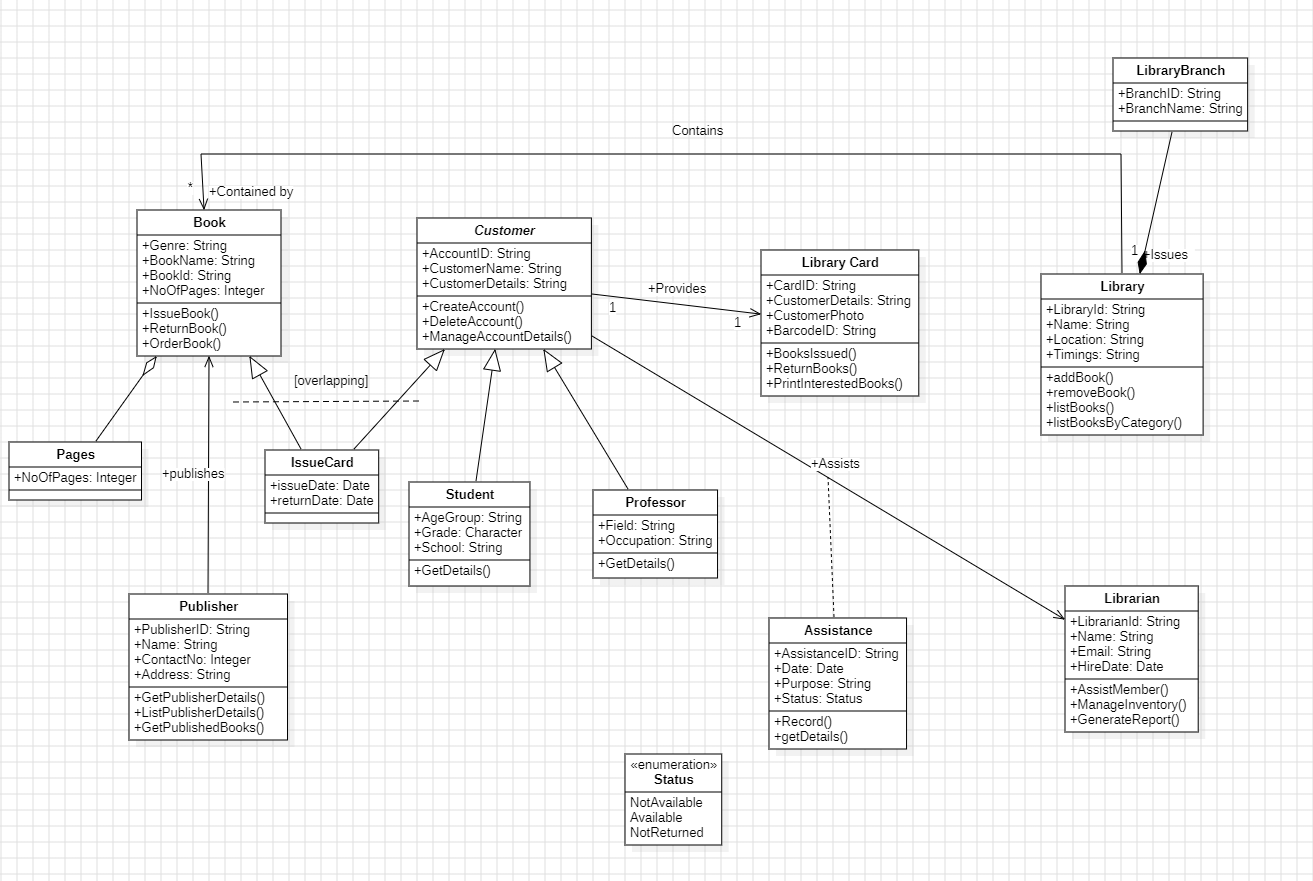 LibraryBranch
+BranchID: String
+BranchName: String
Contains
*
+Contained by
Book
+Genre: String
+BookName: String
+BookId: String
+NoOfPages: Integer
+IssueBook()
+ReturnBook()
+OrderBook()
Customer
+AccountID: String
+CustomerName: String
+CustomerDetails: String
+CreateAccount()
+DeleteAccount()
+ManageAccountDetails()
+Provides
1
1
Library Card
+CardID: String
+CustomerDetails: String
+CustomerPhoto
+BarcodeID: String
+BooksIssued()
+ReturnBooks()
+PrintInterestedBooks()
1
+Issues
Library
+LibraryId: String
+Name: String
+Location: String
+Timings: String
+addBook()
+removeBook()
+listBooks()
+listBooksByCategory()
[overlapping]
Pages
+NoOfPages: Integer
+publishes
IssueCard
+issueDate: Date
+returnDate: Date
Student
+AgeGroup: String
+Grade: Character
+School: String
+GetDetails()
Professor
+Field: String
+Occupation: String
+GetDetails()
+Assists
Publisher
+PublisherID: String
+Name: String
+ContactNo: Integer
+Address: String
+GetPublisherDetails()
+ListPublisherDetails()
+GetPublishedBooks()
Assistance
+AssistanceID: String
+Date: Date
+Purpose: String
+Status: Status
+Record()
+getDetails()
Librarian
+LibrarianId: String
+Name: String
+Email: String
+HireDate: Date
+AssistMember()
+ManageInventory()
+GenerateReport()
«enumeration»
Status
NotAvailable
Available
NotReturned